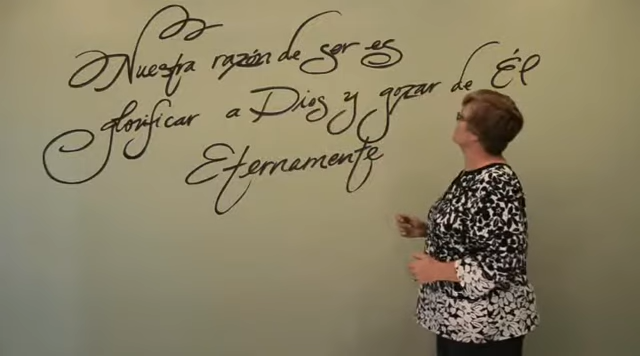 Nuestra razón de ser es
glorificar a Dios y gozar de Él
Eternamente